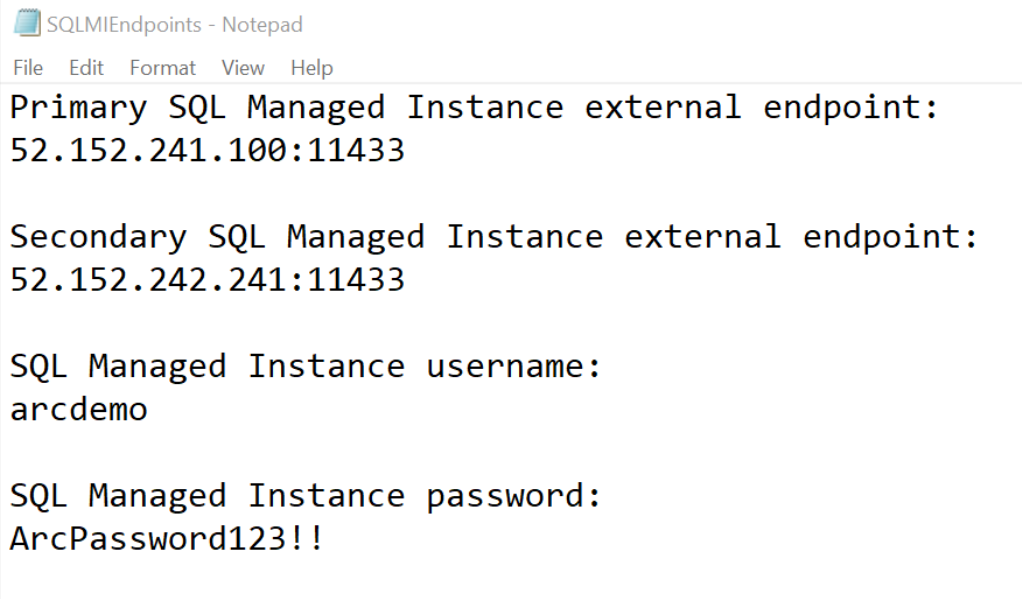 SQLMIEndpoints - Notepad
File Edit Format View Help
Primary SQL Managed Instance external endpoint:
52.152.241.100:11433
Secondary SQL Managed Instance external endpoint:
52.152.242.241:11433
SQL Managed Instance username:
arcdemo
SQL Managed Instance password:
ArcPassword123!!